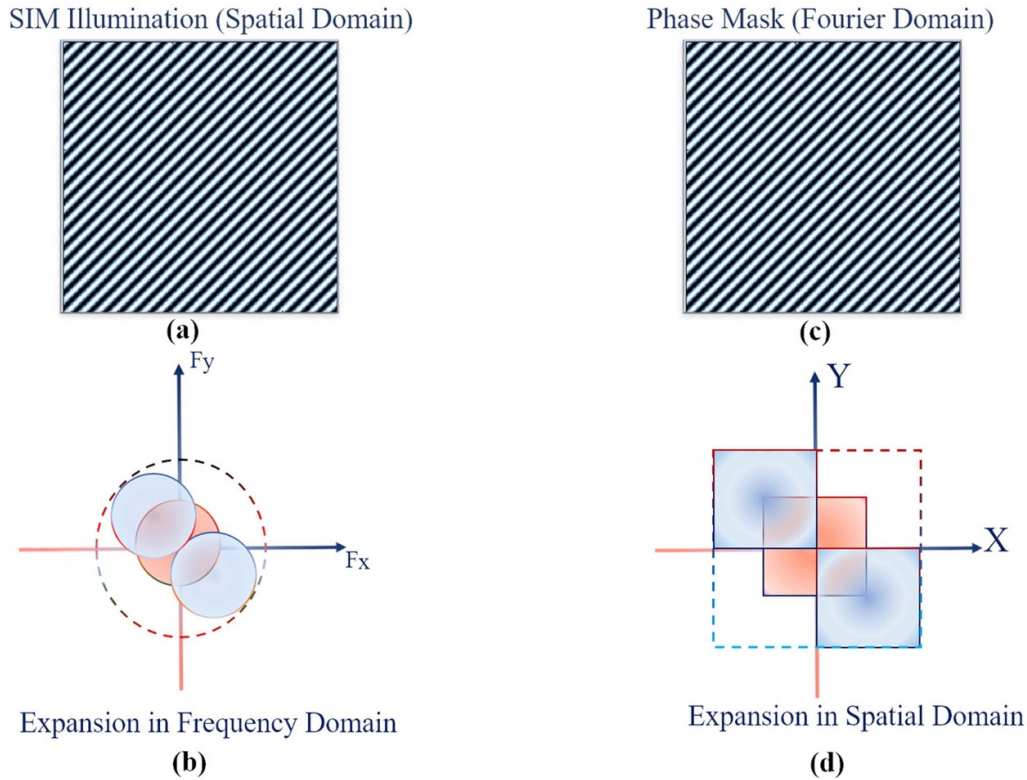 SIM Illumination (Spatial Domain)
Phase Mask (Fourier Domain)
(a)
(c)
Fy
Fx
Y
X
Expansion in Frequency Domain
Expansion in Spatial Domain
(b)
(d)